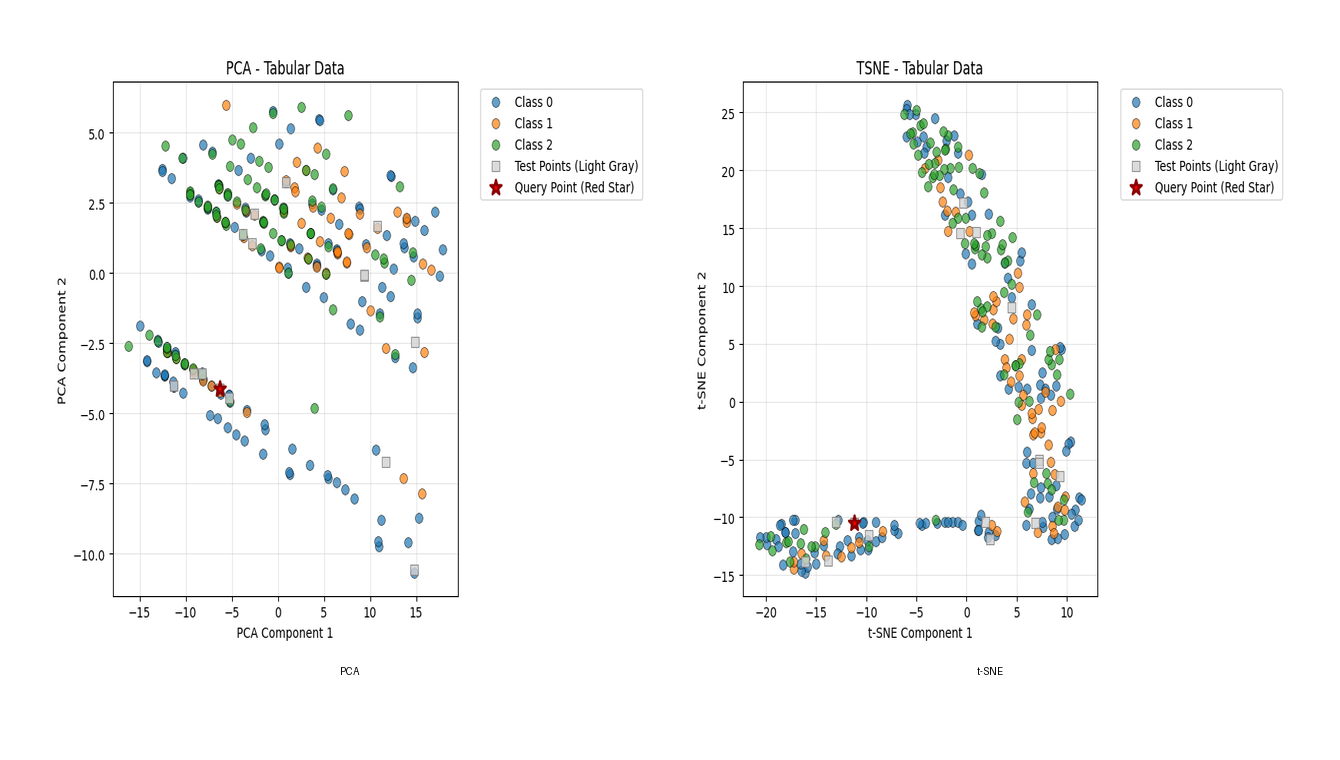 PCA - Tabular Data
5.0
2.5
0.0
−2.5
−5.0
−7.5
−10.0
PCA Component 2
−15
−10
−5
0
5
10
15
PCA Component 1
Class 0
Class 1
Class 2
Test Points (Light Gray)
Query Point (Red Star)
PCA
TSNE - Tabular Data
25
20
15
10
5
0
−5
−10
−15
t-SNE Component 2
−20
−15
−10
−5
0
5
10
t-SNE Component 1
Class 0
Class 1
Class 2
Test Points (Light Gray)
Query Point (Red Star)
t-SNE